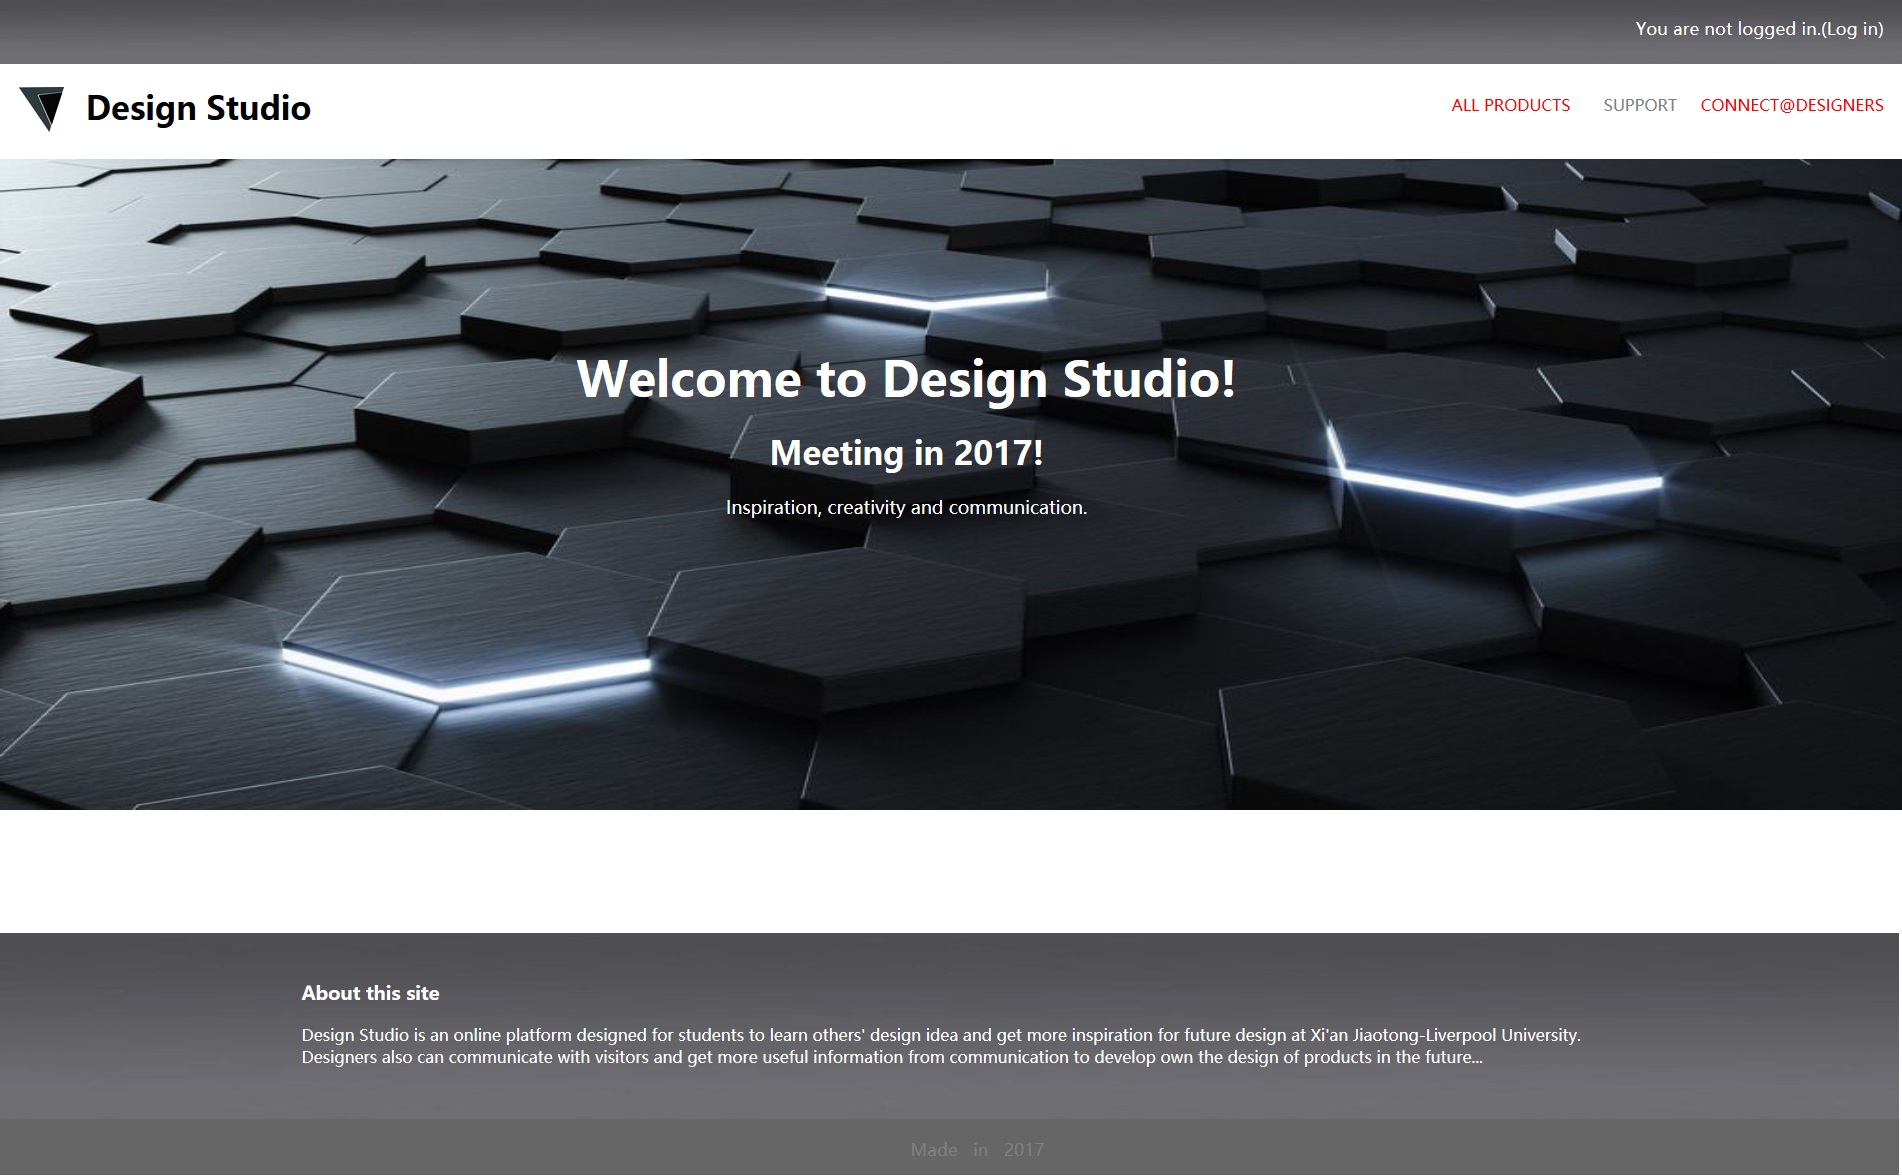 You are not logged in.(Log in)
Design Studio
ALL PRODUCTS SUPPORT CONNECT@DESIGNERS
Welcome to Design Studio!
Meeting in 2017!
Inspiration, creativity and communication.
About this site
Design Studio is an online platform designed for students to learn others' design idea and get more inspiration for future design at Xi'an Jiaotong-Liverpool University.
Designers also can communicate with visitors and get more useful information from communication to develop own the design of products in the future...
Made in 2017